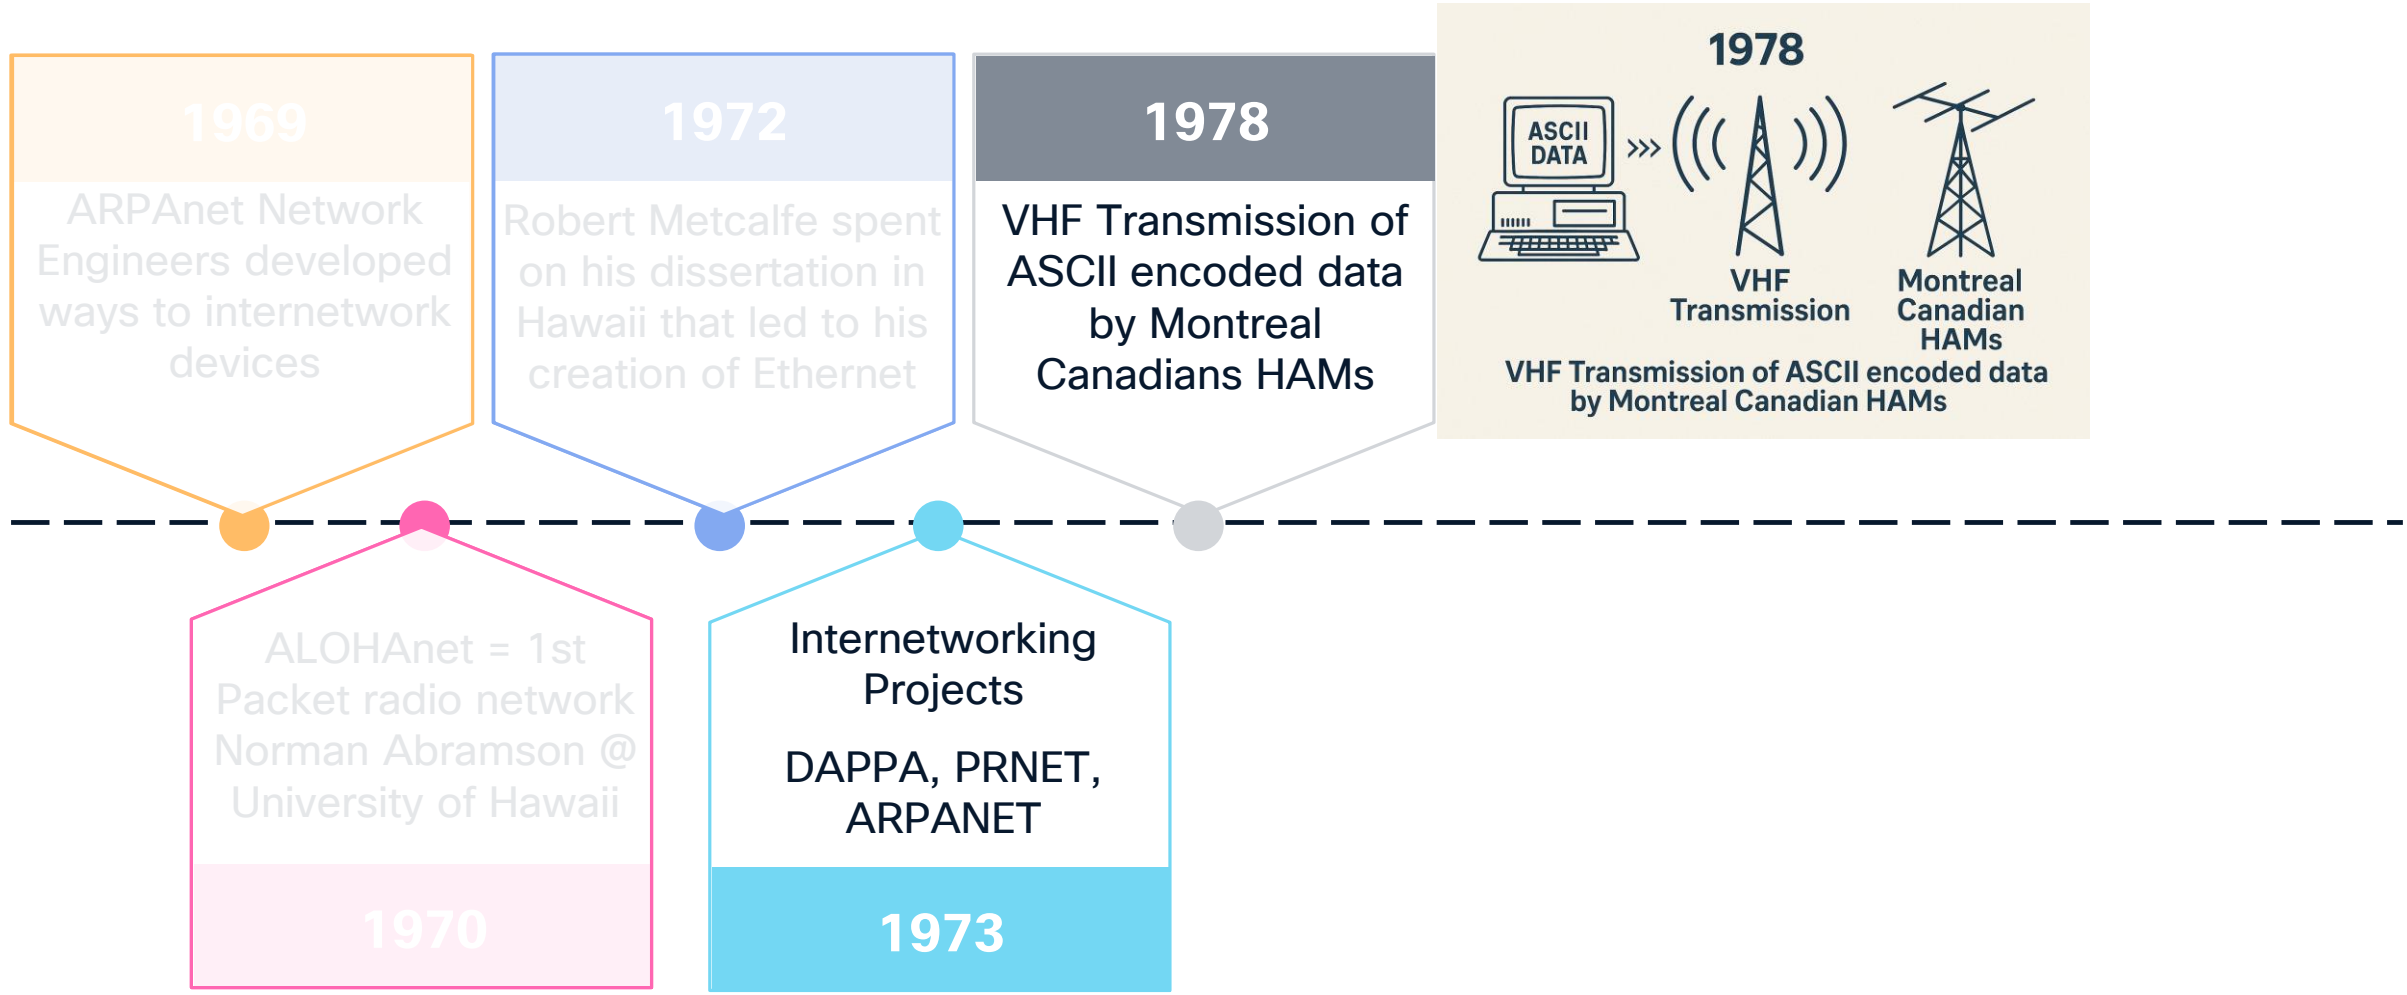 1969
ARPAnet Network
Engineers developed
ways to internetwork
devices
1972
Robert Metcalfe spent
on his dissertation in
Hawaii that led to his
creation of Ethernet
1978
VHF Transmission of
ASCII encoded data
by Montreal
Canadians HAMs
1978
ASCII
DATA
>>>
VHF
Transmission
Montreal
Canadian
HAMs
VHF Transmission of ASCII encoded data
by Montreal Canadian HAMs
ALOHAnet = 1st
Packet radio network
Norman Abramson @
University of Hawaii
1970
Internetworking
Projects
DAPPA, PRNET,
ARPANET
1973